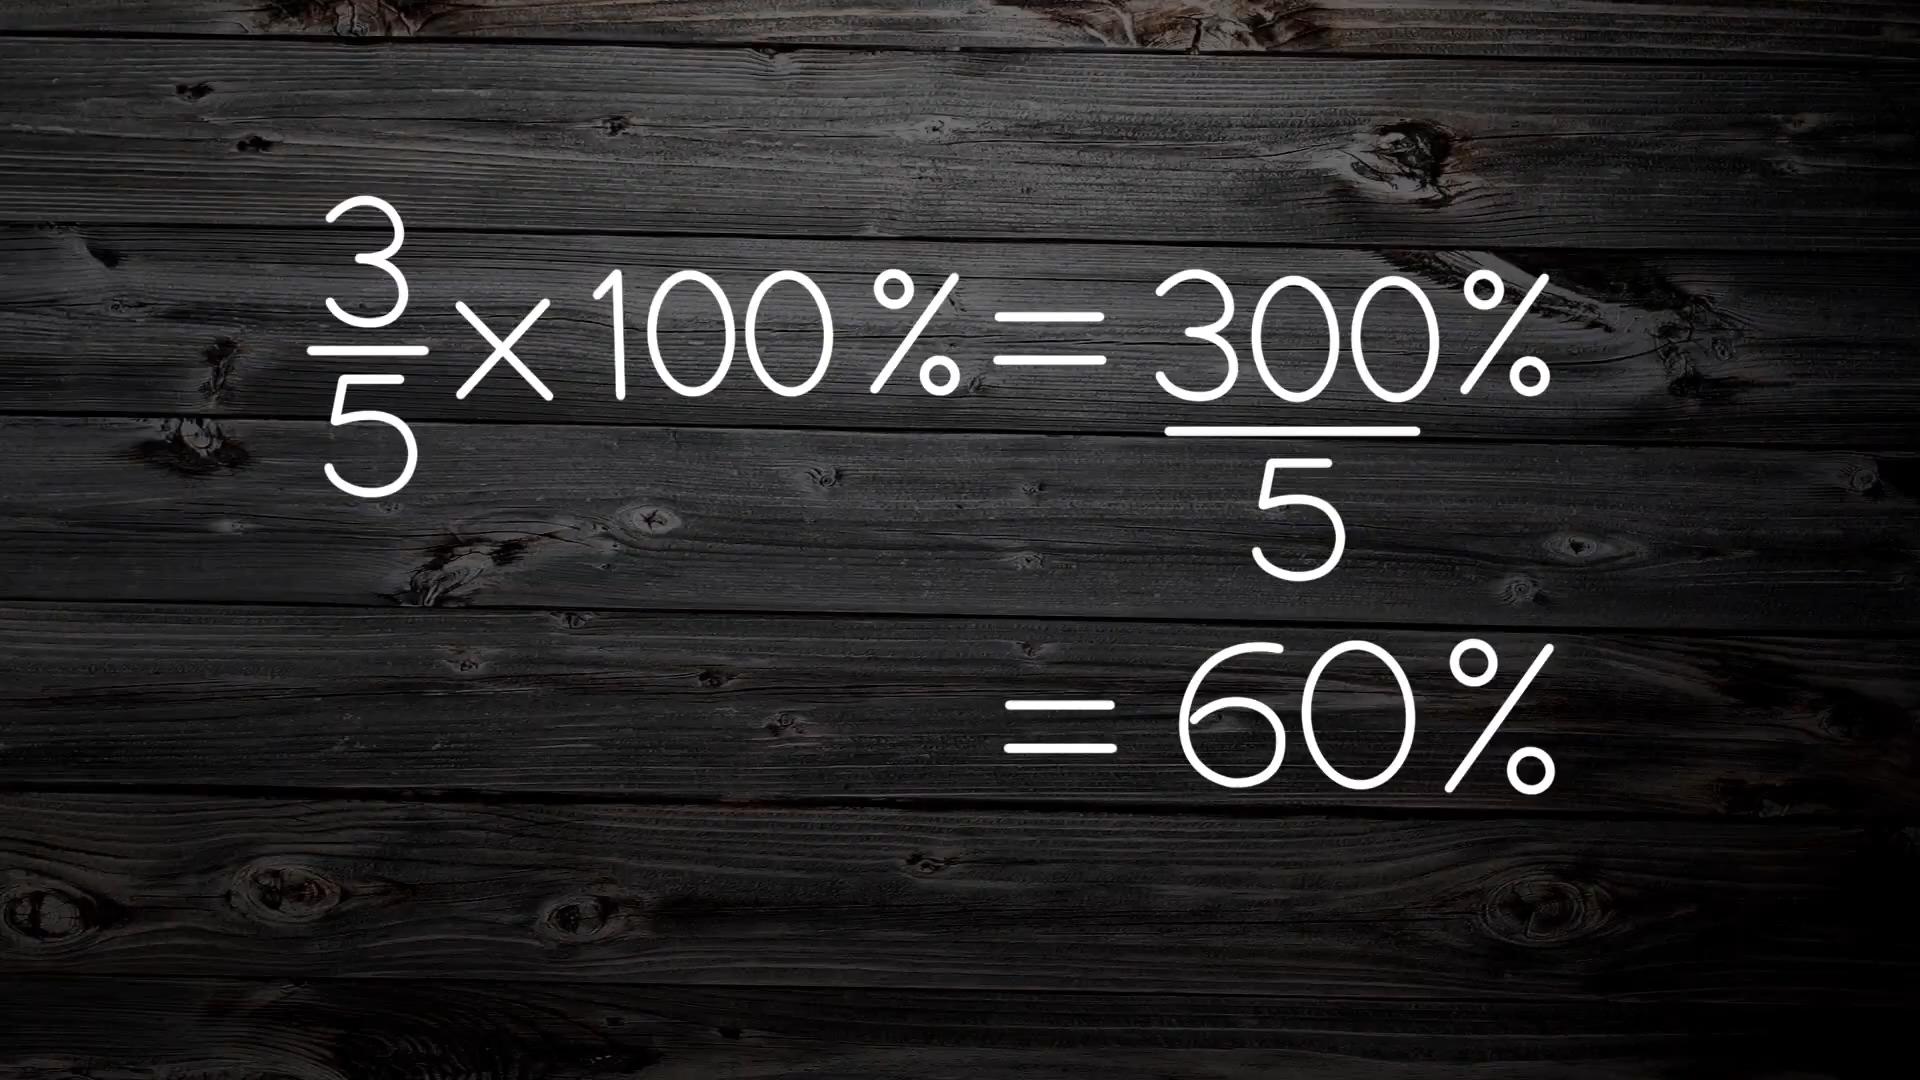 3/5 × 100% = 300%/5
= 60%